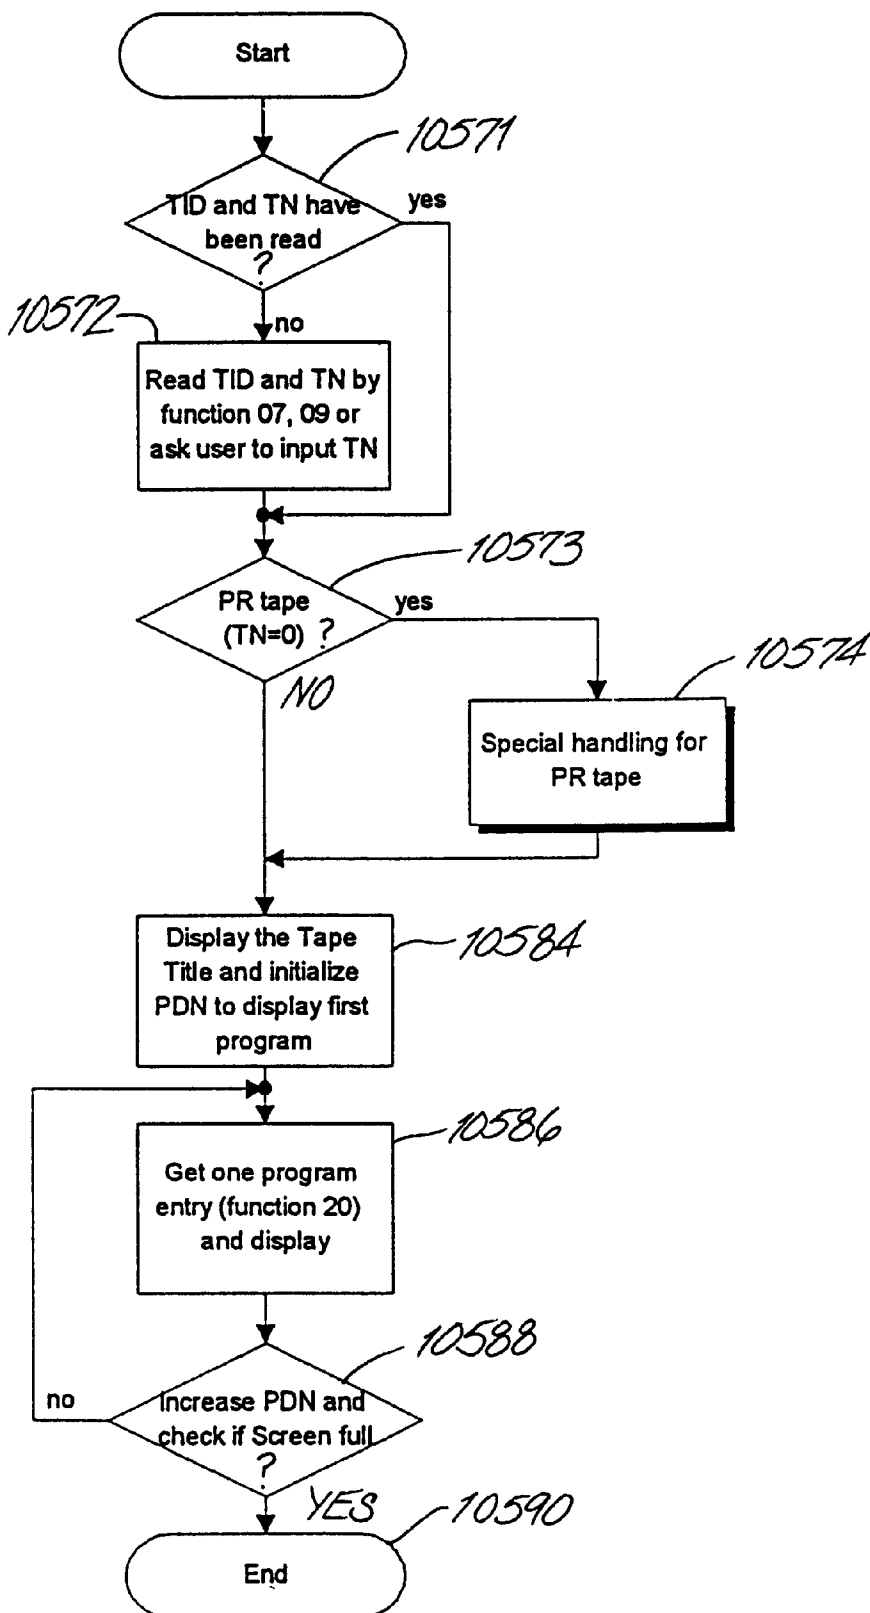 Start
10571
TID and TN have
been read
?
yes
no
10572
Read TID and TN by
function 07, 09 or
ask user to input TN
10573
PR tape
(TN=0) ?
yes
NO
10574
Special handling for
PR tape
Display the Tape
Title and initialize
PDN to display first
program
10584
10586
Get one program
entry (function 20)
and display
10588
Increase PDN and
check if Screen full
?
no
YES
10590
End